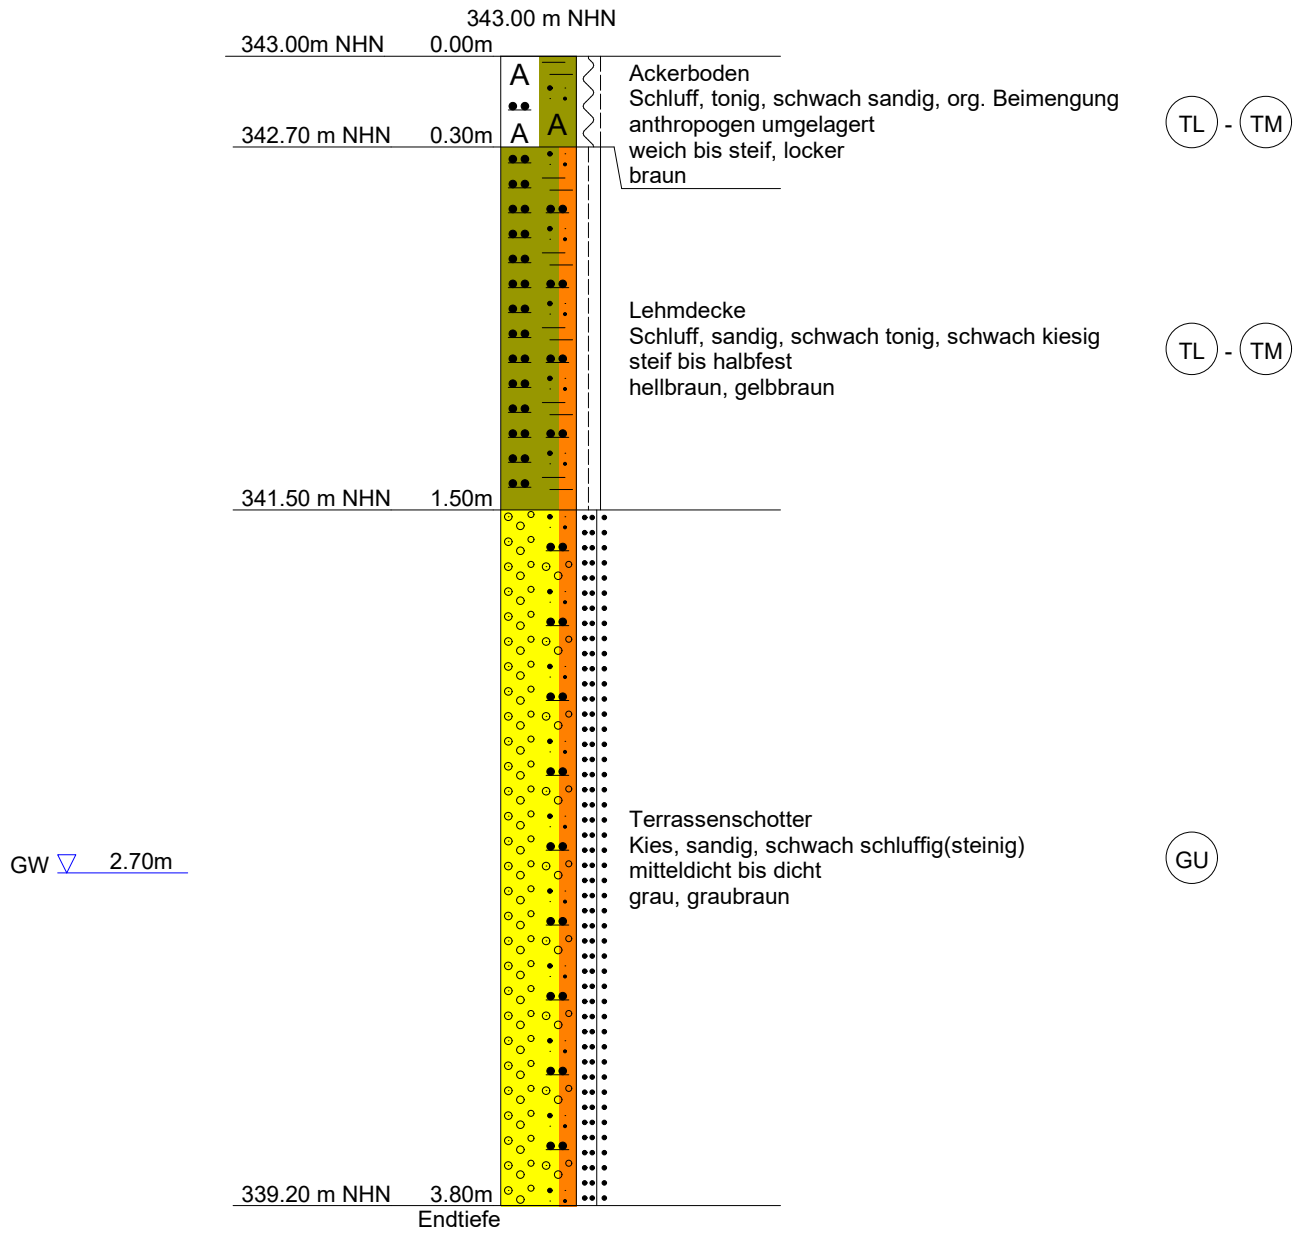 343.00 m NHN
343.00m NHN 0.00m
A
A
A
Ackerboden
Schluff, tonig, schwach sandig, org. Beimengung
anthropogen umgelagert
weich bis steif, locker
braun
TL - TM
342.70 m NHN 0.30m
Lehmdecke
Schluff, sandig, schwach tonig, schwach kiesig
steif bis halbfest
hellbraun, gelbbraun
TL - TM
341.50 m NHN 1.50m
Terrassenschotter
Kies, sandig, schwach schluffig(steinig)
mitteldicht bis dicht
grau, graubraun
GU
GW 2.70m
339.20 m NHN 3.80m
Endtiefe